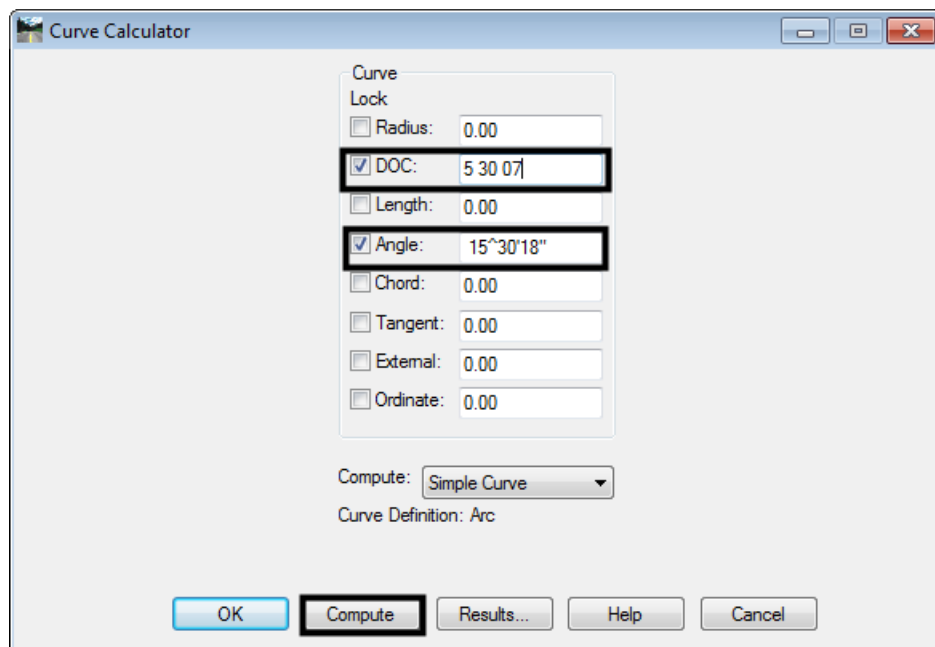 Curve Calculator
Curve
Lock
Radius: 0.00
DOC: 5 30 07
Length: 0.00
Angle: 15^30'18"
Chord: 0.00
Tangent: 0.00
External: 0.00
Ordinate: 0.00
Compute: Simple Curve
Curve Definition: Arc
OK Compute Results... Help Cancel